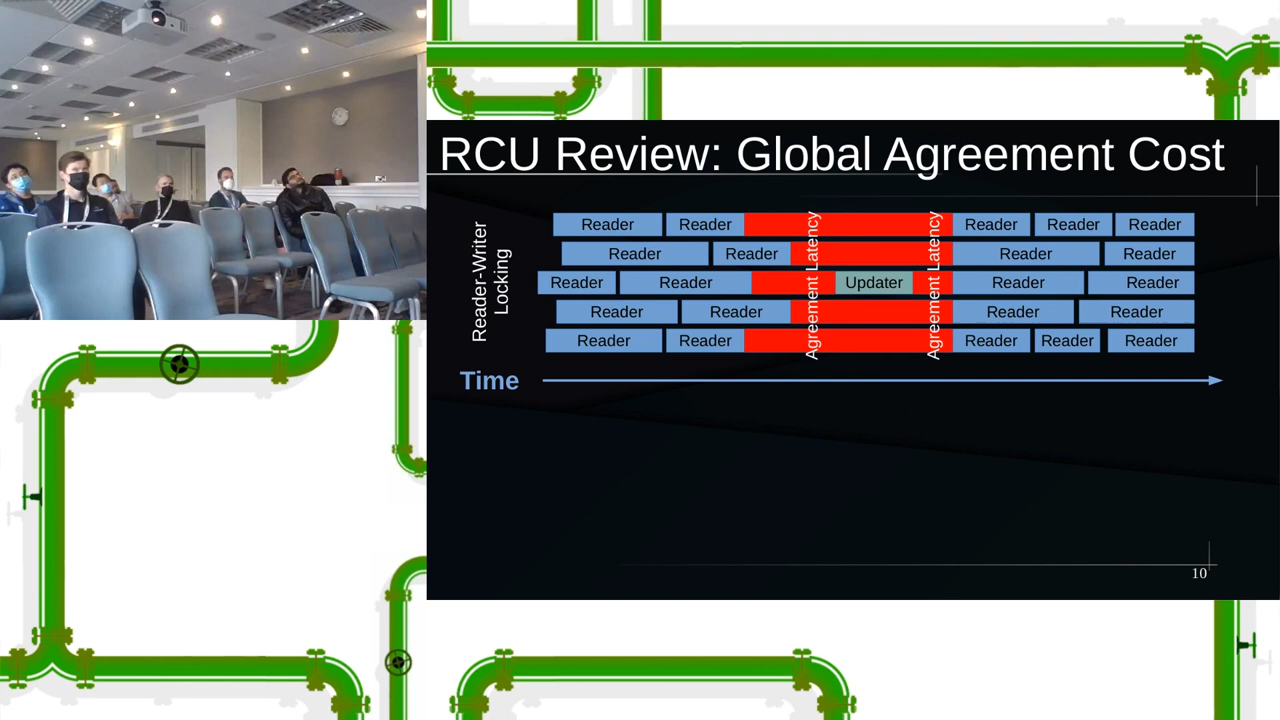 RCU Review: Global Agreement Cost
Reader-Writer
Locking
Reader Reader Reader Reader Reader
Reader Reader Reader Reader
Reader Reader Updater Reader Reader
Reader Reader Reader Reader
Reader Reader Reader Reader Reader
Agreement Latency
Agreement Latency
Time
10